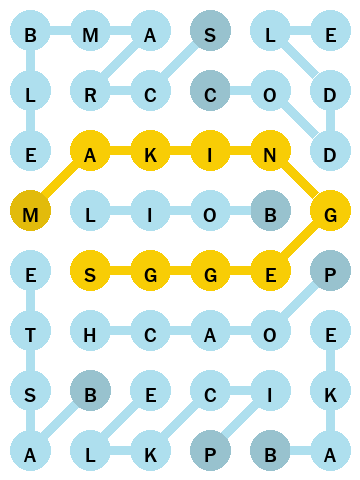 B M A S L E
L R C C O D
E A K I N D
M L I O B G
E S G G E P
T H C A O E
S B E C I K
A L K P B A